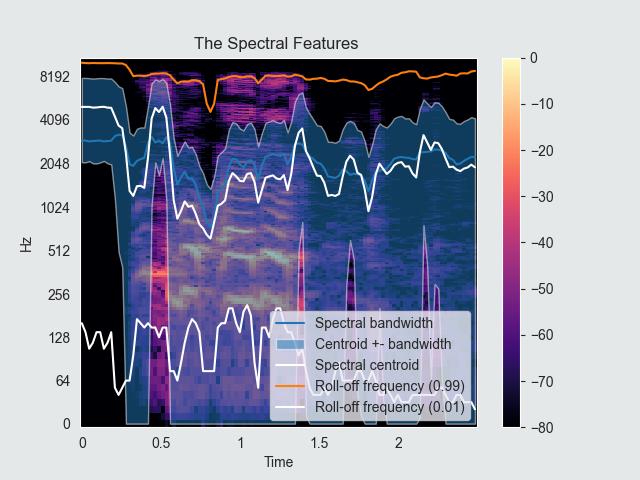 The Spectral Features
8192
4096
2048
1024
512
256
128
64
0
Hz
0
0.5
1
1.5
2
Time
Spectral bandwidth
Centroid +- bandwidth
Spectral centroid
Roll-off frequency (0.99)
Roll-off frequency (0.01)
0
−10
−20
−30
−40
−50
−60
−70
−80